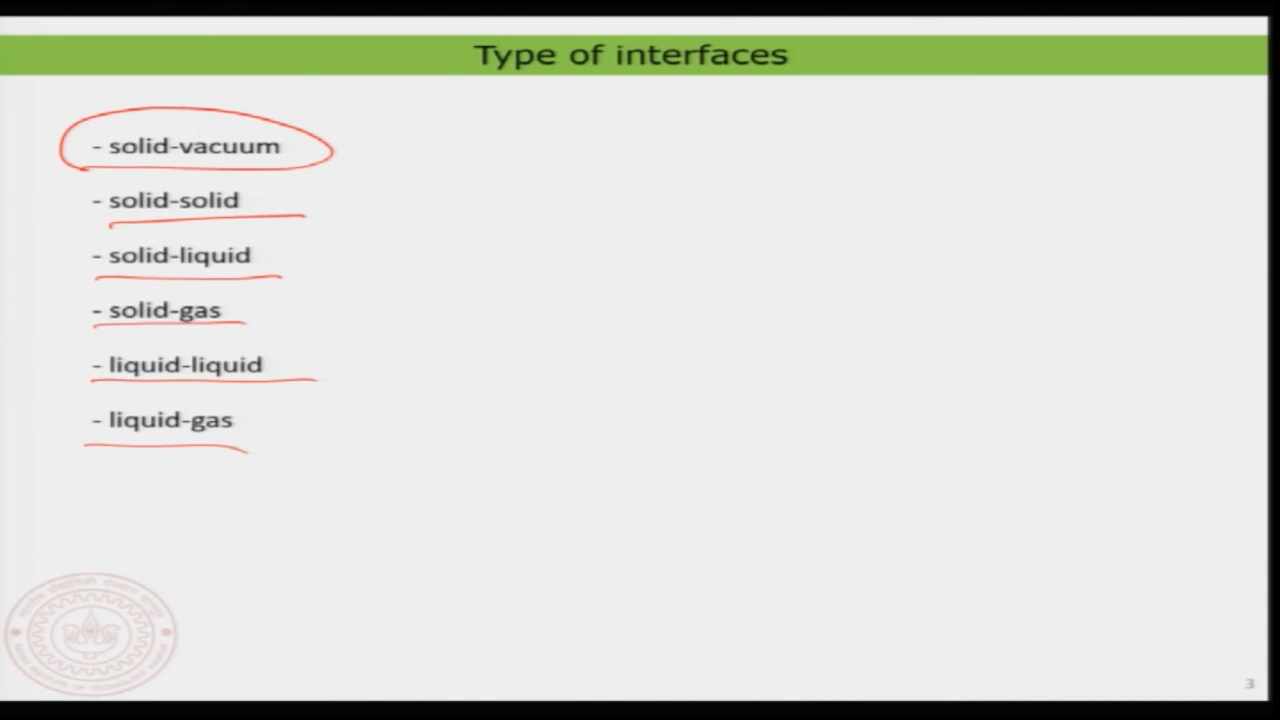 Type of interfaces
- solid-vacuum
- solid-solid
- solid-liquid
- solid-gas
- liquid-liquid
- liquid-gas
3